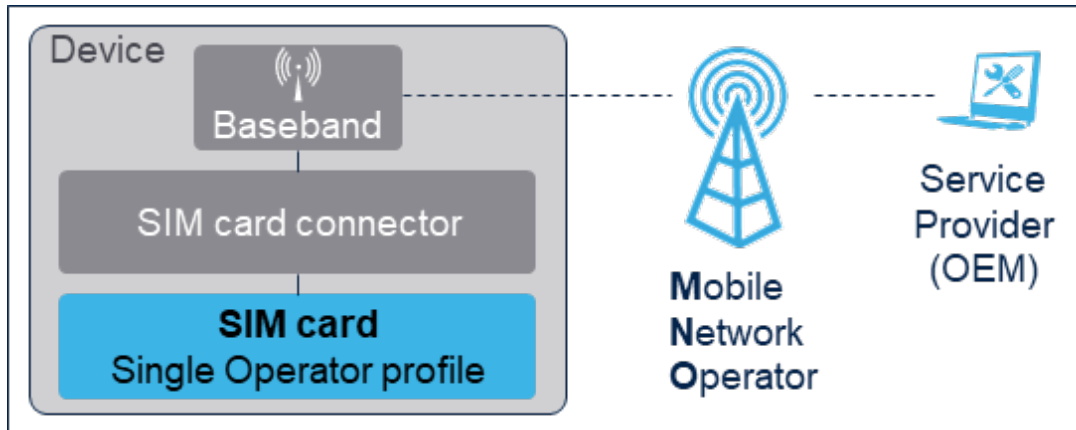 Device
Baseband
SIM card connector
SIM card
Single Operator profile
Mobile
Network
Operator
Service
Provider
(OEM)